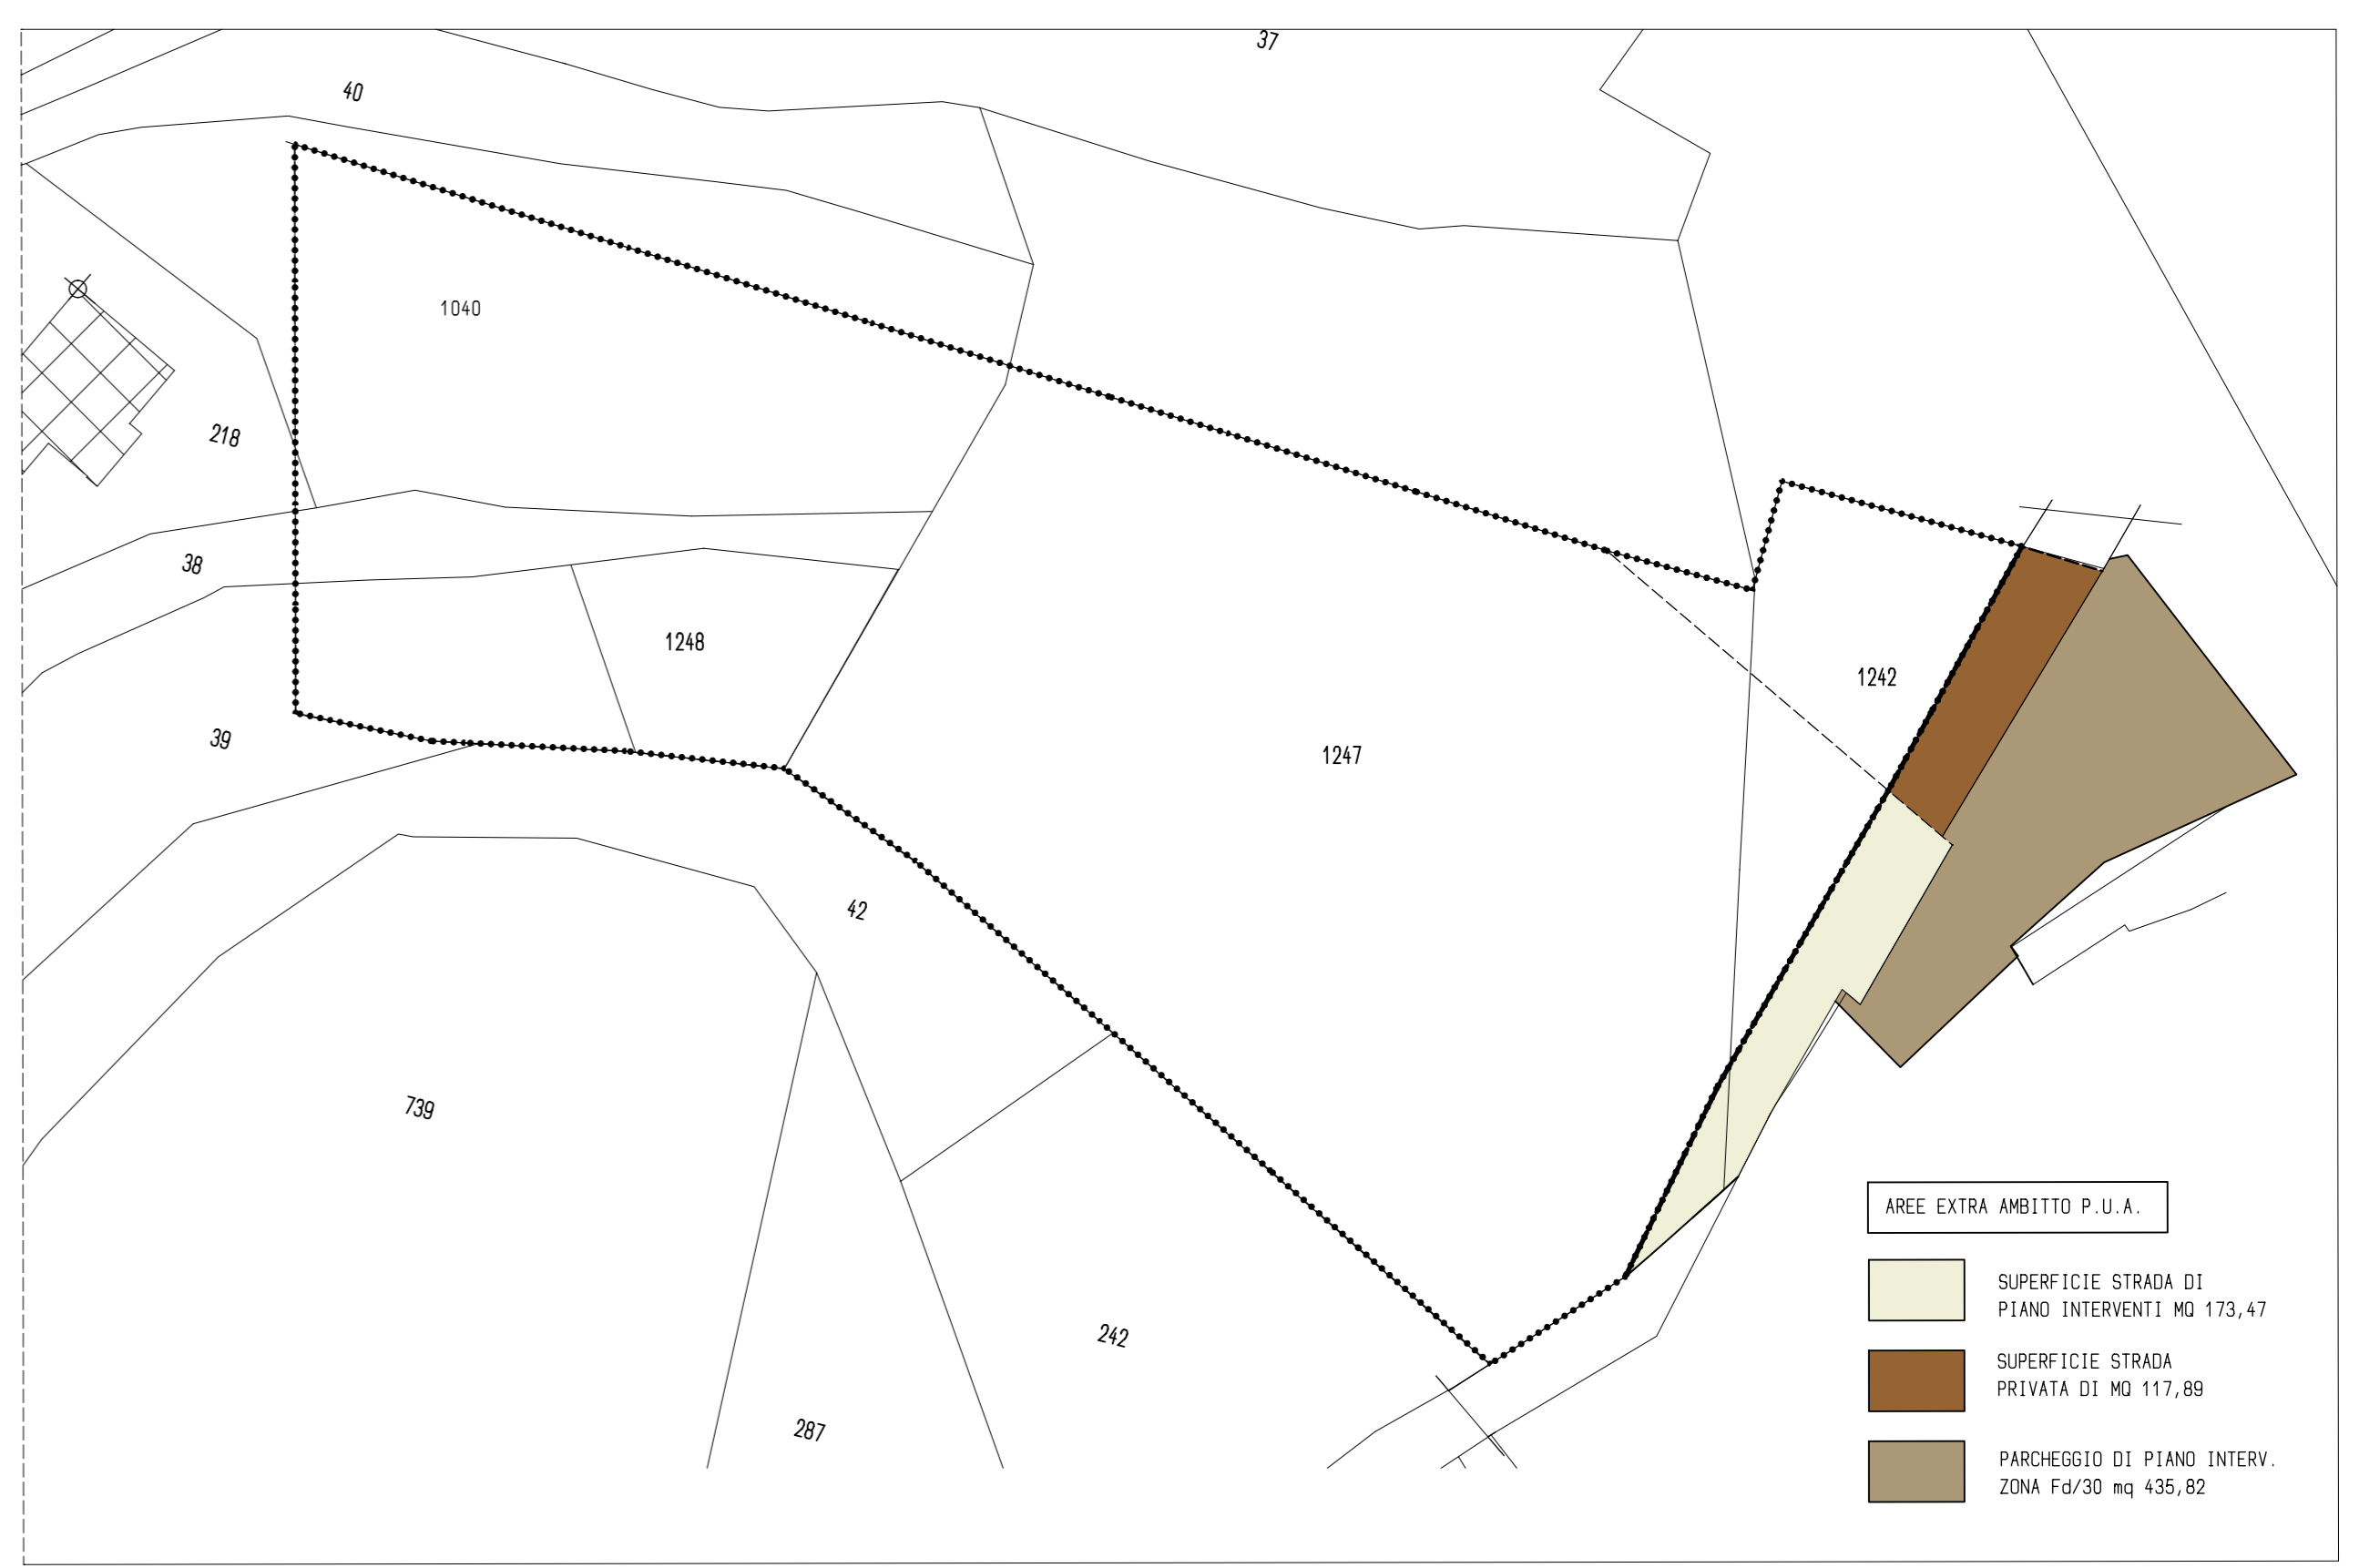 37
40
1040
218
38
1248
1242
39
1247
42
739
242
287
AREE EXTRA AMBITTO P.U.A.
SUPERFICIE STRADA DI
PIANO INTERVENTI MQ 173,47
SUPERFICIE STRADA
PRIVATA DI MQ 117,89
PARCHEGGIO DI PIANO INTERV.
ZONA Fd/30 mq 435,82